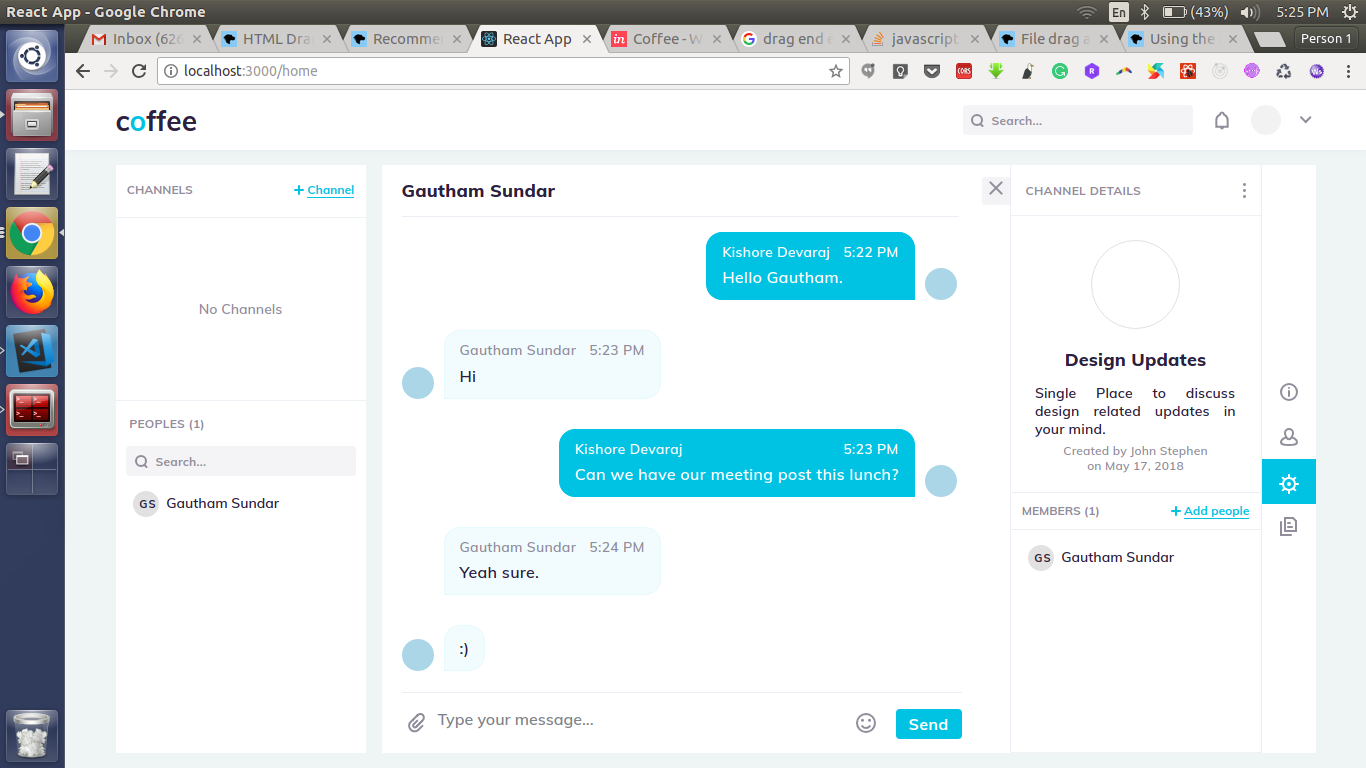 React App - Google Chrome
En (43%) 5:25 PM
Inbox (626 HTML Dra Recomme React App Coffee - W drag end e javascript File drag a Using the Person 1
localhost:3000/home
coffee
Search...
CHANNELS
+ Channel
No Channels
PEOPLES (1)
Search...
GS Gautham Sundar
Gautham Sundar
Kishore Devaraj 5:22 PM
Hello Gautham.
Gautham Sundar 5:23 PM
Hi
Kishore Devaraj 5:23 PM
Can we have our meeting post this lunch?
Gautham Sundar 5:24 PM
Yeah sure.
:)
Type your message...
Send
CHANNEL DETAILS
Design Updates
Single Place to discuss
design related updates in
your mind.
Created by John Stephen
on May 17, 2018
MEMBERS (1)
+ Add people
GS Gautham Sundar